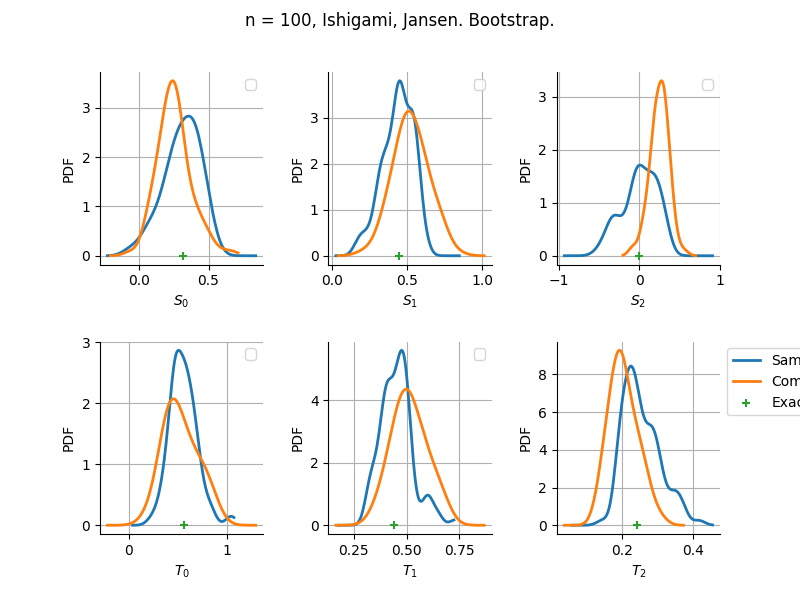 n = 100, Ishigami, Jansen. Bootstrap.
PDF
3
2
1
0
0.0 0.5
S0
PDF
3
2
1
0
0.0 0.5 1.0
S1
PDF
3
2
1
0
−1 0 1
S2
PDF
3
2
1
0
0 1
T0
PDF
4
2
0
0.25 0.50 0.75
T1
PDF
8
6
4
2
0
0.2 0.4
T2
Sam
Com
Exac